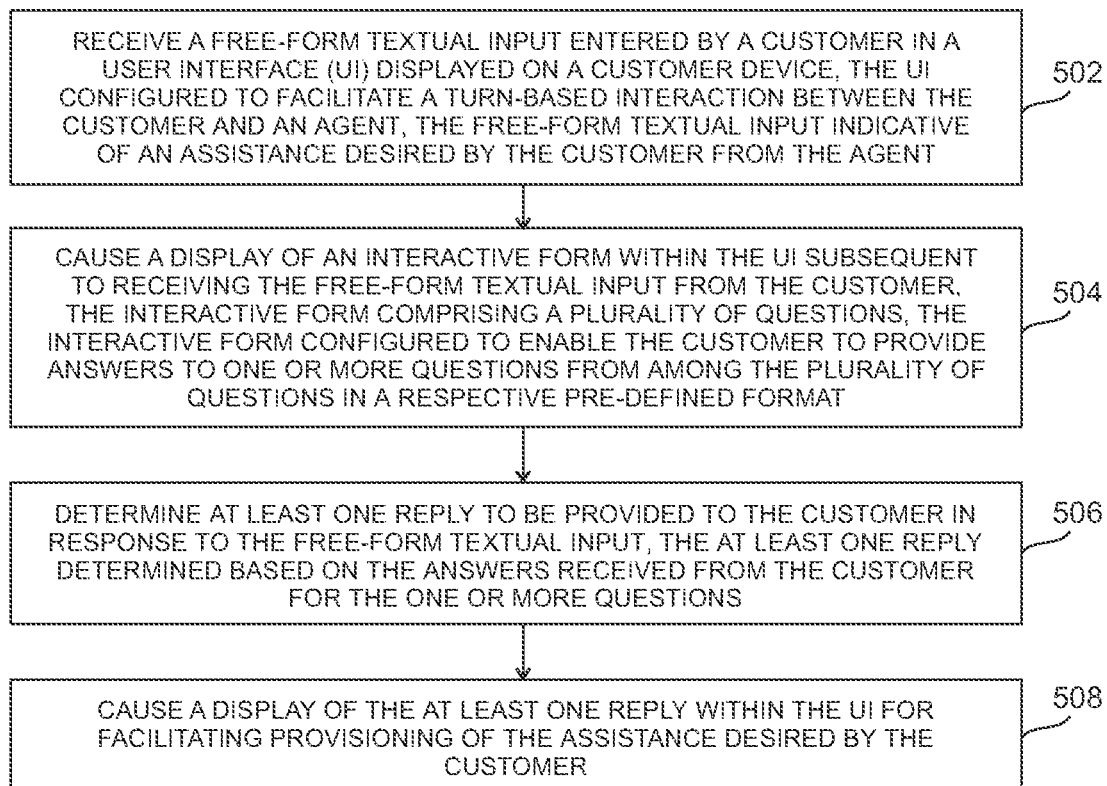 RECEIVE A FREE-FORM TEXTUAL INPUT ENTERED BY A CUSTOMER IN A
USER INTERFACE (UI) DISPLAYED ON A CUSTOMER DEVICE, THE UI
CONFIGURED TO FACILITATE A TURN-BASED INTERACTION BETWEEN THE
CUSTOMER AND AN AGENT, THE FREE-FORM TEXTUAL INPUT INDICATIVE
OF AN ASSISTANCE DESIRED BY THE CUSTOMER FROM THE AGENT
502
CAUSE A DISPLAY OF AN INTERACTIVE FORM WITHIN THE UI SUBSEQUENT
TO RECEIVING THE FREE-FORM TEXTUAL INPUT FROM THE CUSTOMER,
THE INTERACTIVE FORM COMPRISING A PLURALITY OF QUESTIONS, THE
INTERACTIVE FORM CONFIGURED TO ENABLE THE CUSTOMER TO PROVIDE
ANSWERS TO ONE OR MORE QUESTIONS FROM AMONG THE PLURALITY OF
QUESTIONS IN A RESPECTIVE PRE-DEFINED FORMAT
504
DETERMINE AT LEAST ONE REPLY TO BE PROVIDED TO THE CUSTOMER IN
RESPONSE TO THE FREE-FORM TEXTUAL INPUT, THE AT LEAST ONE REPLY
DETERMINED BASED ON THE ANSWERS RECEIVED FROM THE CUSTOMER
FOR THE ONE OR MORE QUESTIONS
506
CAUSE A DISPLAY OF THE AT LEAST ONE REPLY WITHIN THE UI FOR
FACILITATING PROVISIONING OF THE ASSISTANCE DESIRED BY THE
CUSTOMER
508